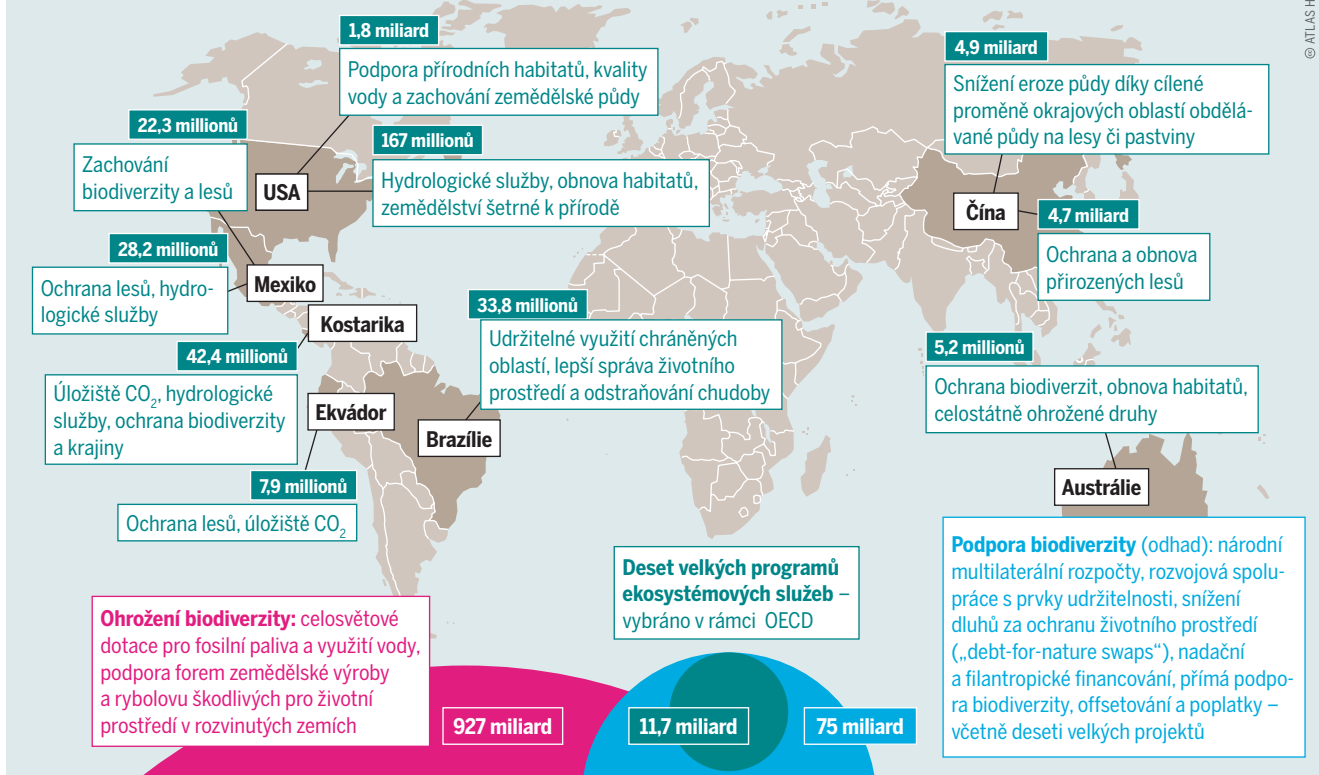 © ATLAS H
1,8 miliard
Podpora přírodních habitatů, kvality
vody a zachování zemědělské půdy
4,9 miliard
Snížení eroze půdy díky cílené
proměně okrajových oblastí obdělá-
vané půdy na lesy či pastviny
22,3 millionů
Zachování
biodiverzity a lesů
USA
167 millionů
Hydrologické služby, obnova habitatů,
zemědělství šetrné k přírodě
Čína
4,7 miliard
Ochrana a obnova
přirozených lesů
28,2 millionů
Ochrana lesů, hydro-
logické služby
Mexiko
Kostarika
42,4 millionů
Úložiště CO₂, hydrologické
služby, ochrana biodiverzity
a krajiny
33,8 millionů
Udržitelné využití chráněných
oblastí, lepší správa životního
prostředí a odstraňování chudoby
5,2 millionů
Ochrana biodiverzit, obnova habitatů,
celostátně ohrožené druhy
Ekvádor
Brazílie
7,9 millionů
Ochrana lesů, úložiště CO₂
Austrálie
Ohrožení biodiverzity: celosvětové
dotace pro fosilní paliva a využití vody,
podpora forem zemědělské výroby
a rybolovu škodlivých pro životní
prostředí v rozvinutých zemích
927 miliard
Deset velkých programů
ekosystémových služeb –
vybráno v rámci OECD
11,7 miliard
75 miliard
Podpora biodiverzity (odhad): národní
multilaterální rozpočty, rozvojová spolu-
práce s prvky udržitelnosti, snížení
dluhů za ochranu životního prostředí
(„debt-for-nature swaps“), nadační
a filantropické financování, přímá podpo-
ra biodiverzity, offsetování a poplatky –
včetně deseti velkých projektů